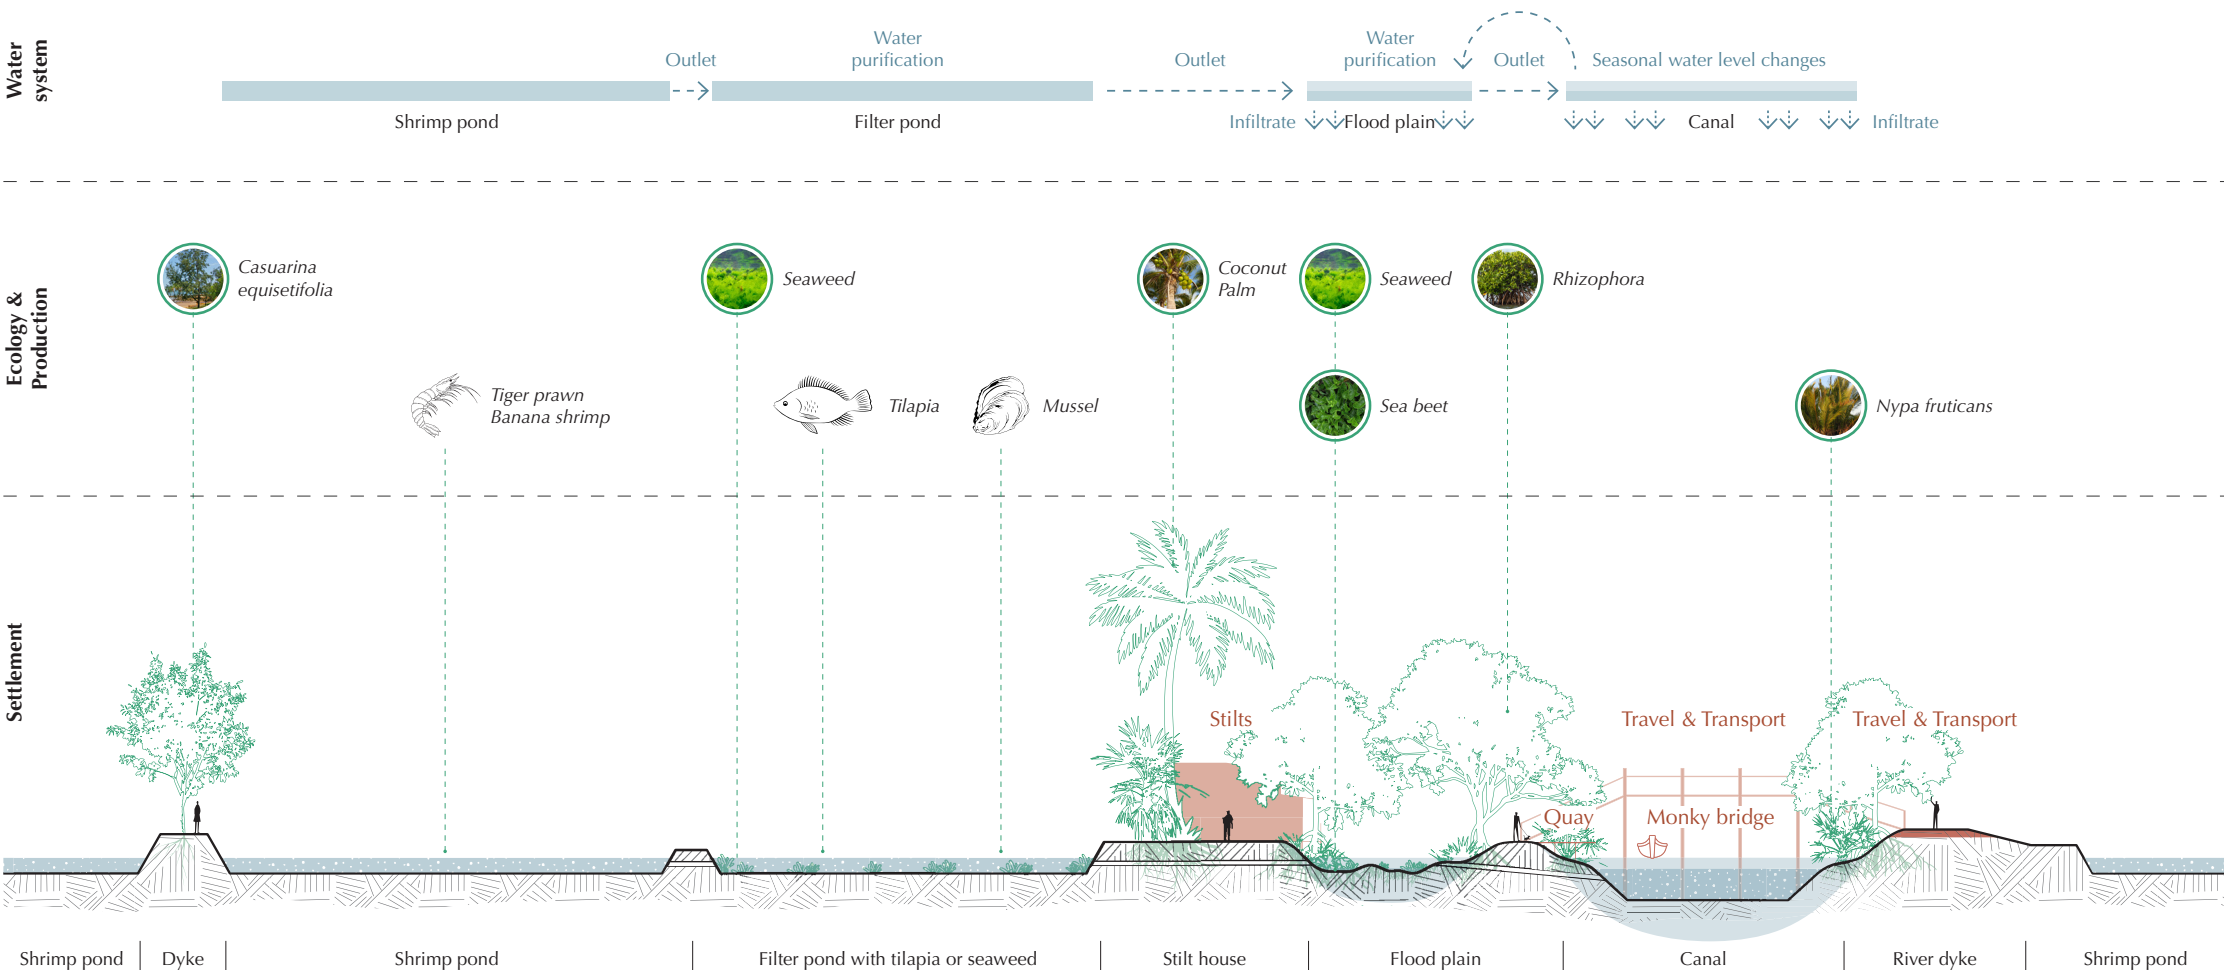 Water
system
Outlet
Water
purification
Outlet
Water
purification
Outlet
Seasonal water level changes
Shrimp pond
Filter pond
Infiltrate
Flood plain
Canal
Infiltrate
Ecology &
Production
Casuarina
equisetifolia
Seaweed
Coconut
Palm
Seaweed
Rhizophora
Tiger prawn
Banana shrimp
Tilapia
Mussel
Sea beet
Nypa fruticans
Settlement
Stilts
Travel & Transport
Travel & Transport
Quay
Monky bridge
Shrimp pond
Dyke
Shrimp pond
Filter pond with tilapia or seaweed
Stilt house
Flood plain
Canal
River dyke
Shrimp pond